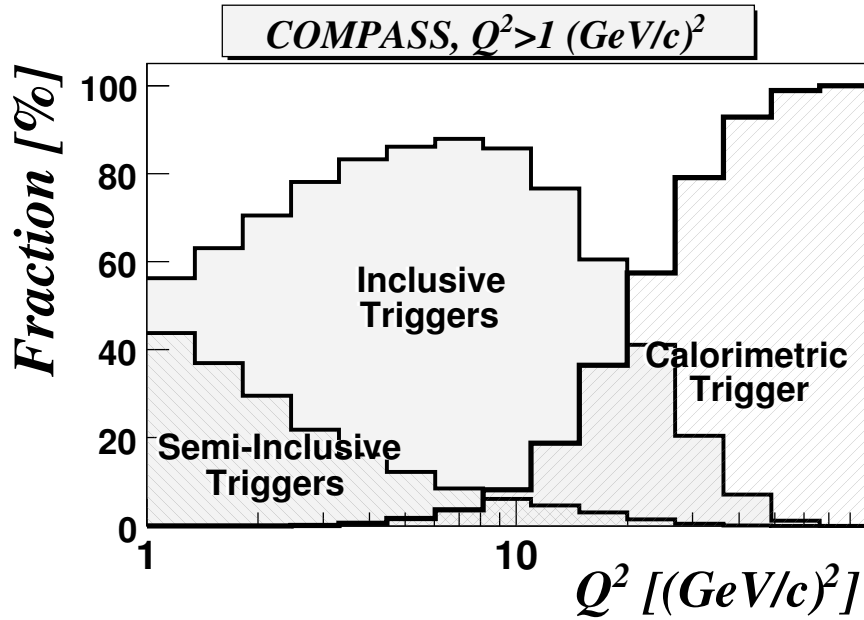 COMPASS, Q²>1 (GeV/c)²
Fraction [%]
100
80
60
40
20
0
Inclusive
Triggers
Calorimetric
Trigger
Semi-Inclusive
Triggers
1
10
Q² [(GeV/c)²]